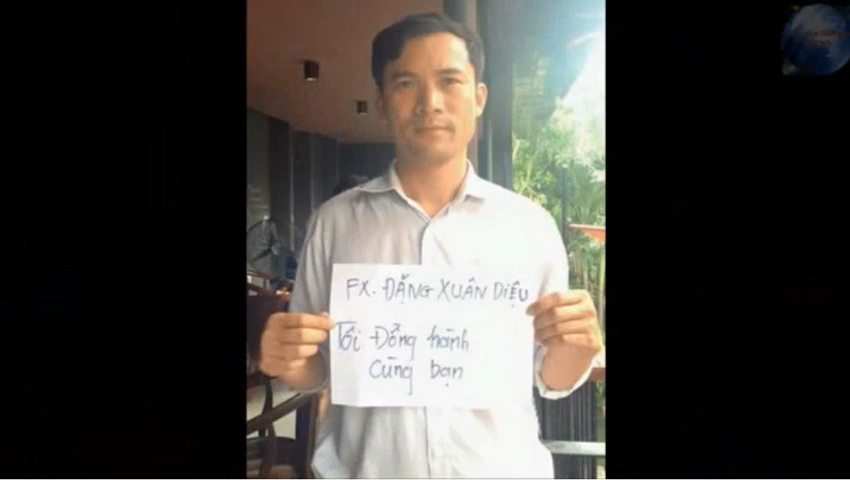 FX. ĐẶNG XUÂN DIỆU
Tôi Đồng hành
Cùng bạn